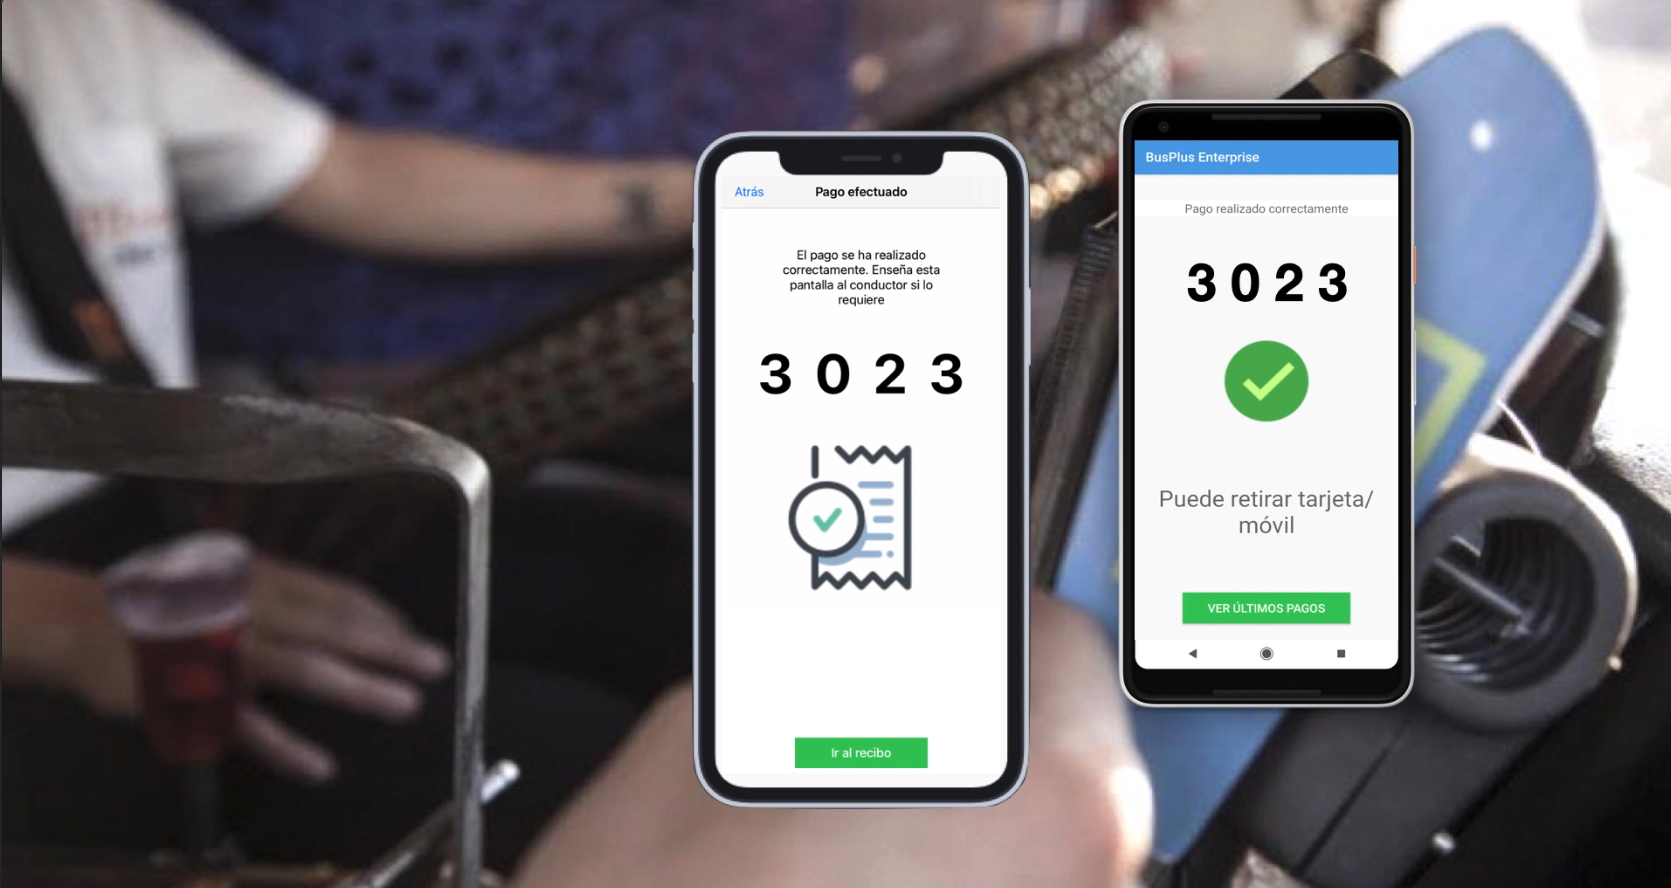 Atrás
Pago efectuado
El pago se ha realizado
correctamente. Enseña esta
pantalla al conductor si lo
requiere
3 0 2 3
Ir al recibo
BusPlus Enterprise
Pago realizado correctamente
3 0 2 3
Puede retirar tarjeta/
móvil
VER ÚLTIMOS PAGOS